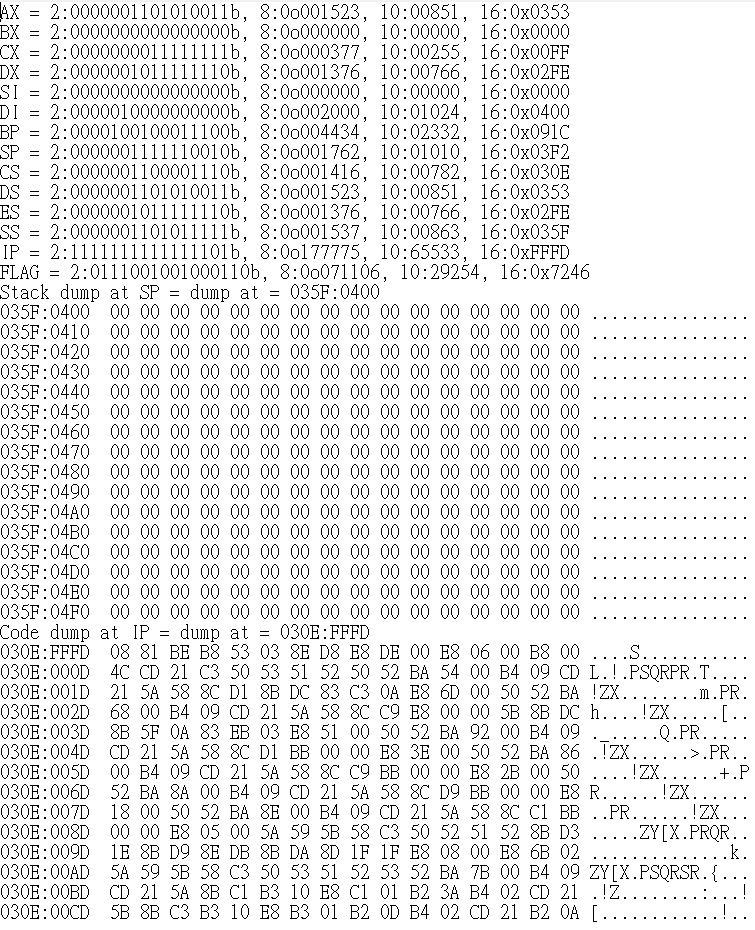 AX = 2:0000001101010011b, 8:0o001523, 10:00851, 16:0x0353
BX = 2:0000000000000000b, 8:0o000000, 10:00000, 16:0x0000
CX = 2:0000000011111111b, 8:0o000377, 10:00255, 16:0x00FF
DX = 2:0000001011111110b, 8:0o001376, 10:00766, 16:0x02FE
SI = 2:0000000000000000b, 8:0o000000, 10:00000, 16:0x0000
DI = 2:0000010000000000b, 8:0o002000, 10:01024, 16:0x0400
BP = 2:0000100100011100b, 8:0o004434, 10:02332, 16:0x091C
SP = 2:0000001111110010b, 8:0o001762, 10:01010, 16:0x03F2
CS = 2:0000001100001110b, 8:0o001416, 10:00782, 16:0x030E
DS = 2:0000001101010011b, 8:0o001523, 10:00851, 16:0x0353
ES = 2:0000001011111110b, 8:0o001376, 10:00766, 16:0x02FE
SS = 2:0000001101011111b, 8:0o001537, 10:00863, 16:0x035F
IP = 2:1111111111111101b, 8:0o177775, 10:65533, 16:0xFFFD
FLAG = 2:0111001001000110b, 8:0o071106, 10:29254, 16:0x7246
Stack dump at SP = dump at = 035F:0400
035F:0400  00 00 00 00 00 00 00 00 00 00 00 00 00 00 00 00 ................
035F:0410  00 00 00 00 00 00 00 00 00 00 00 00 00 00 00 00 ................
035F:0420  00 00 00 00 00 00 00 00 00 00 00 00 00 00 00 00 ................
035F:0430  00 00 00 00 00 00 00 00 00 00 00 00 00 00 00 00 ................
035F:0440  00 00 00 00 00 00 00 00 00 00 00 00 00 00 00 00 ................
035F:0450  00 00 00 00 00 00 00 00 00 00 00 00 00 00 00 00 ................
035F:0460  00 00 00 00 00 00 00 00 00 00 00 00 00 00 00 00 ................
035F:0470  00 00 00 00 00 00 00 00 00 00 00 00 00 00 00 00 ................
035F:0480  00 00 00 00 00 00 00 00 00 00 00 00 00 00 00 00 ................
035F:0490  00 00 00 00 00 00 00 00 00 00 00 00 00 00 00 00 ................
035F:04A0  00 00 00 00 00 00 00 00 00 00 00 00 00 00 00 00 ................
035F:04B0  00 00 00 00 00 00 00 00 00 00 00 00 00 00 00 00 ................
035F:04C0  00 00 00 00 00 00 00 00 00 00 00 00 00 00 00 00 ................
035F:04D0  00 00 00 00 00 00 00 00 00 00 00 00 00 00 00 00 ................
035F:04E0  00 00 00 00 00 00 00 00 00 00 00 00 00 00 00 00 ................
035F:04F0  00 00 00 00 00 00 00 00 00 00 00 00 00 00 00 00 ................
Code dump at IP = dump at = 030E:FFFD
030E:FFFD  08 81 BE B8 53 03 8E D8 E8 DE 00 E8 06 00 B8 00 ....S...........
030E:000D  4C CD 21 C3 50 53 51 52 50 52 BA 54 00 B4 09 CD L.!.PSQRPR.T....
030E:001D  21 5A 58 8C D1 8B DC 83 C3 0A E8 6D 00 50 52 BA !ZX........m.PR.
030E:002D  68 00 B4 09 CD 21 5A 58 8C C9 E8 00 00 5B 8B DC h....!ZX.....[..
030E:003D  8B 5F 0A 83 EB 03 E8 51 00 50 52 BA 92 00 B4 09 ._.....Q.PR.....
030E:004D  CD 21 5A 58 8C D1 BB 00 00 E8 3E 00 50 52 BA 86 .!ZX......>.PR..
030E:005D  00 B4 09 CD 21 5A 58 8C C9 BB 00 00 E8 2B 00 50 ....!ZX......+.P
030E:006D  52 BA 8A 00 B4 09 CD 21 5A 58 8C D9 BB 00 00 E8 R......!ZX......
030E:007D  18 00 50 52 BA 8E 00 B4 09 CD 21 5A 58 8C C1 BB ..PR......!ZX...
030E:008D  00 00 E8 05 00 5A 59 5B 58 C3 50 52 51 52 8B D3 .....ZY[X.PRQR..
030E:009D  1E 8B D9 8E DB 8B DA 8D 1F 1F E8 08 00 E8 6B 02 ..............k.
030E:00AD  5A 59 5B 58 C3 50 53 51 52 53 52 BA 7B 00 B4 09 ZY[X.PSQRSR.{...
030E:00BD  CD 21 5A 8B C1 B3 10 E8 C1 01 B2 3A B4 02 CD 21 .!Z........:...!
030E:00CD  5B 8B C3 B3 10 E8 B3 01 B2 0D B4 02 CD 21 B2 0A [............!..